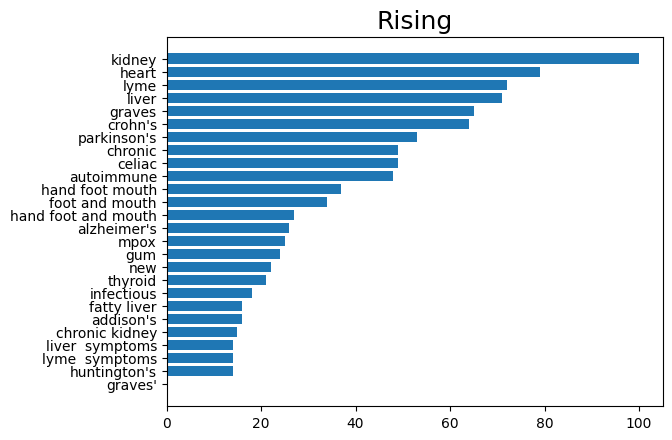 Rising
kidney
heart
lyme
liver
graves
crohn's
parkinson's
chronic
celiac
autoimmune
hand foot mouth
foot and mouth
hand foot and mouth
alzheimer's
mpox
gum
new
thyroid
infectious
fatty liver
addison's
chronic kidney
liver  symptoms
lyme  symptoms
huntington's
graves'
0 20 40 60 80 100